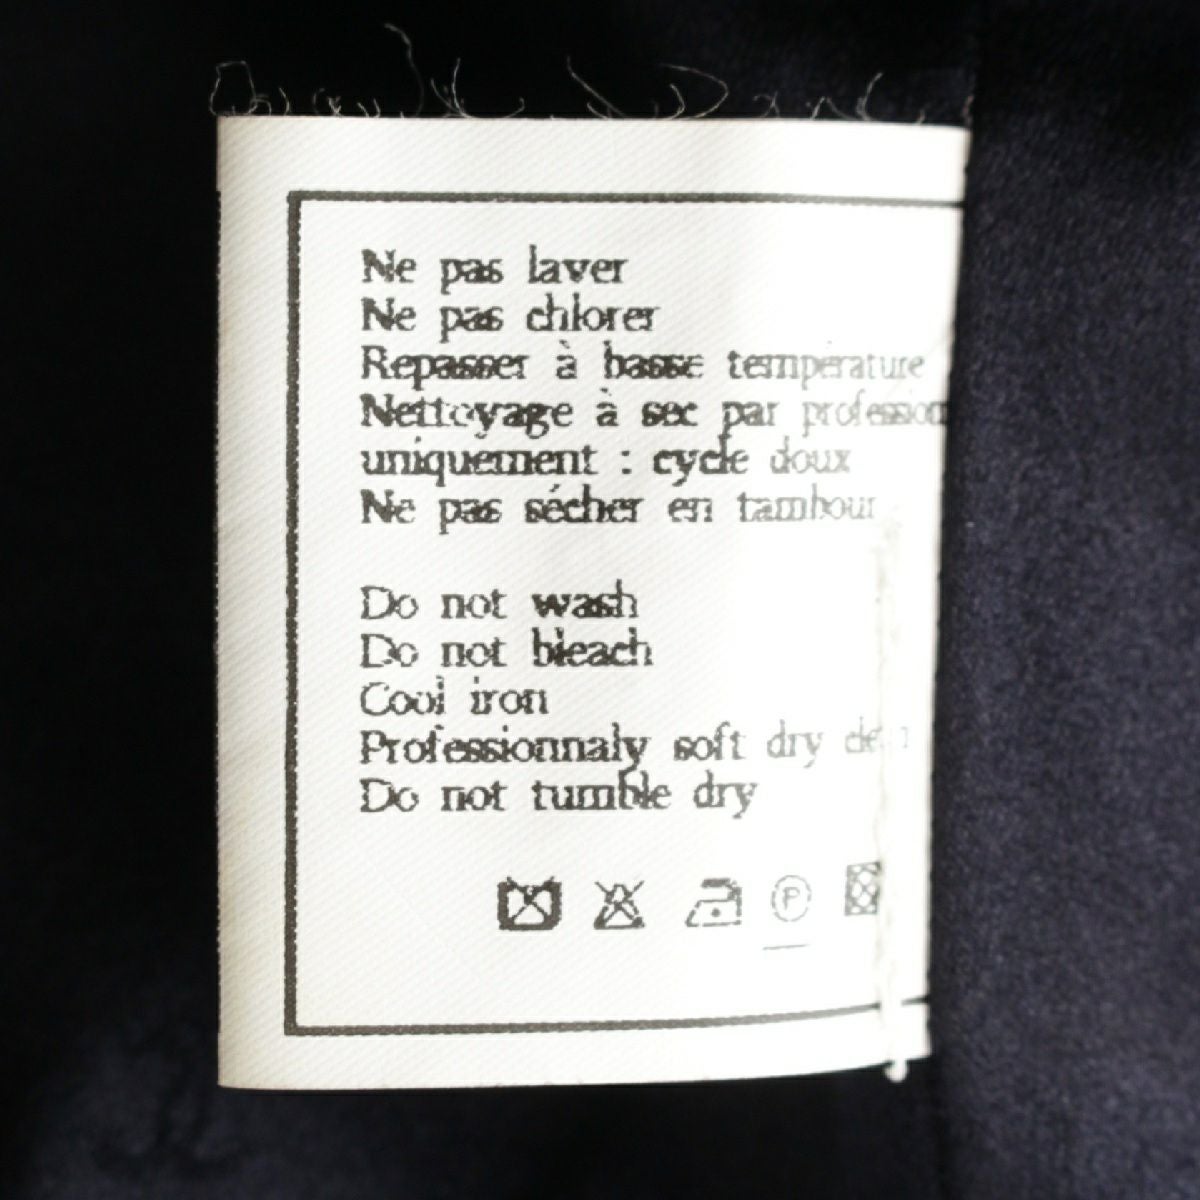 Ne pas laver
Ne pas chlorer
Repasser à basse température
Nettoyage à sec par profession
uniquement : cycle doux
Ne pas sécher en tambour
Do not wash
Do not bleach
Cool iron
Professionnaly soft dry clean
Do not tumble dry
P